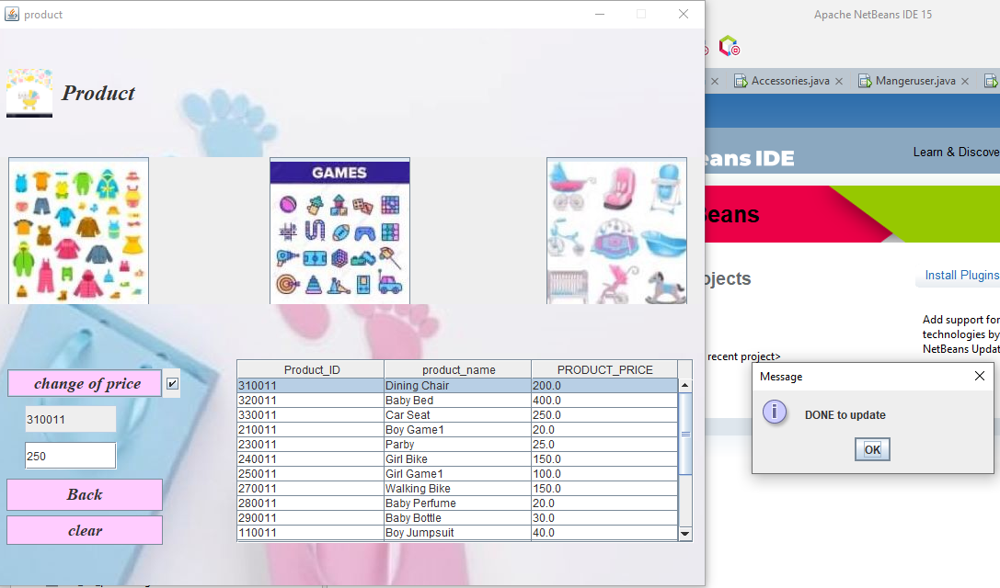 product
Apache NetBeans IDE 15
Accessories.java
Mangeruser.java
Product
eans IDE
Learn & Discove
GAMES
Beans
ojects
Install Plugins
Add support for
technologies by
NetBeans Updat
recent project>
change of price
310011
250
Back
clear
Product_ID product_name PRODUCT_PRICE
310011 Dining Chair 200.0
320011 Baby Bed 400.0
330011 Car Seat 250.0
210011 Boy Game1 20.0
230011 Parby 25.0
240011 Girl Bike 150.0
250011 Girl Game1 100.0
270011 Walking Bike 150.0
280011 Baby Perfume 20.0
290011 Baby Bottle 30.0
110011 Boy Jumpsuit 40.0
Message
DONE to update
OK